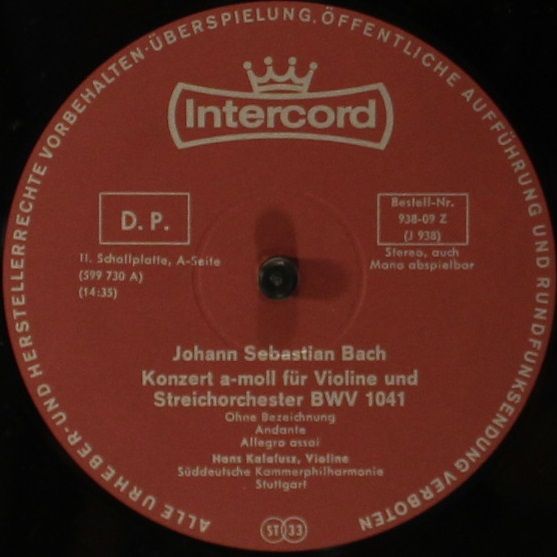 ALLE URHEBER- UND HERSTELLERRECHTE VORBEHALTEN · ÜBERSPIELUNG, ÖFFENTLICHE AUFFÜHRUNG UND RUNDFUNKSENDUNG VERBOTEN
Intercord
D. P.
Bestell-Nr.
938-09 Z
(J 938)
11. Schallplatte, A-Seite
(599 730 A)
(14:35)
Stereo, auch
Mono abspielbar
Johann Sebastian Bach
Konzert a-moll für Violine und
Streichorchester BWV 1041
Ohne Bezeichnung
Andante
Allegro assai
Hans Kalafusz, Violine
Süddeutsche Kammerphilharmonie
Stuttgart
ST 33